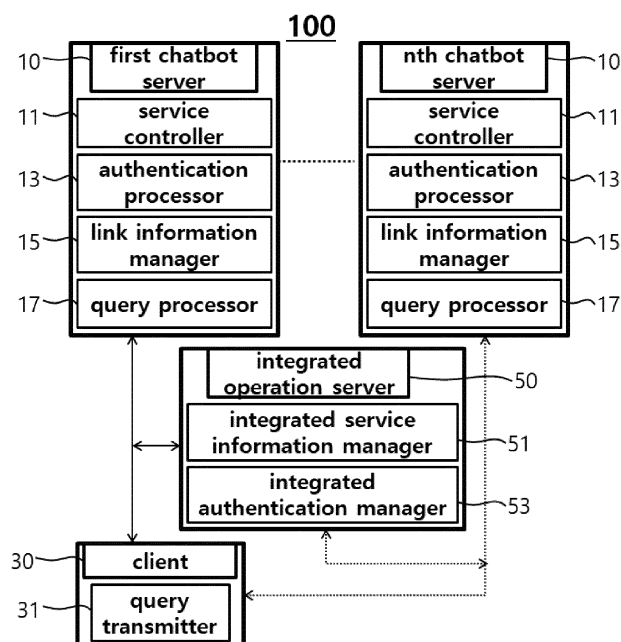 100
10
first chatbot
server
11
service
controller
13
authentication
processor
15
link information
manager
17
query processor
nth chatbot
server
10
service
controller
11
authentication
processor
13
link information
manager
15
query processor
17
integrated
operation server
50
integrated service
information manager
51
integrated
authentication manager
53
30
client
31
query
transmitter